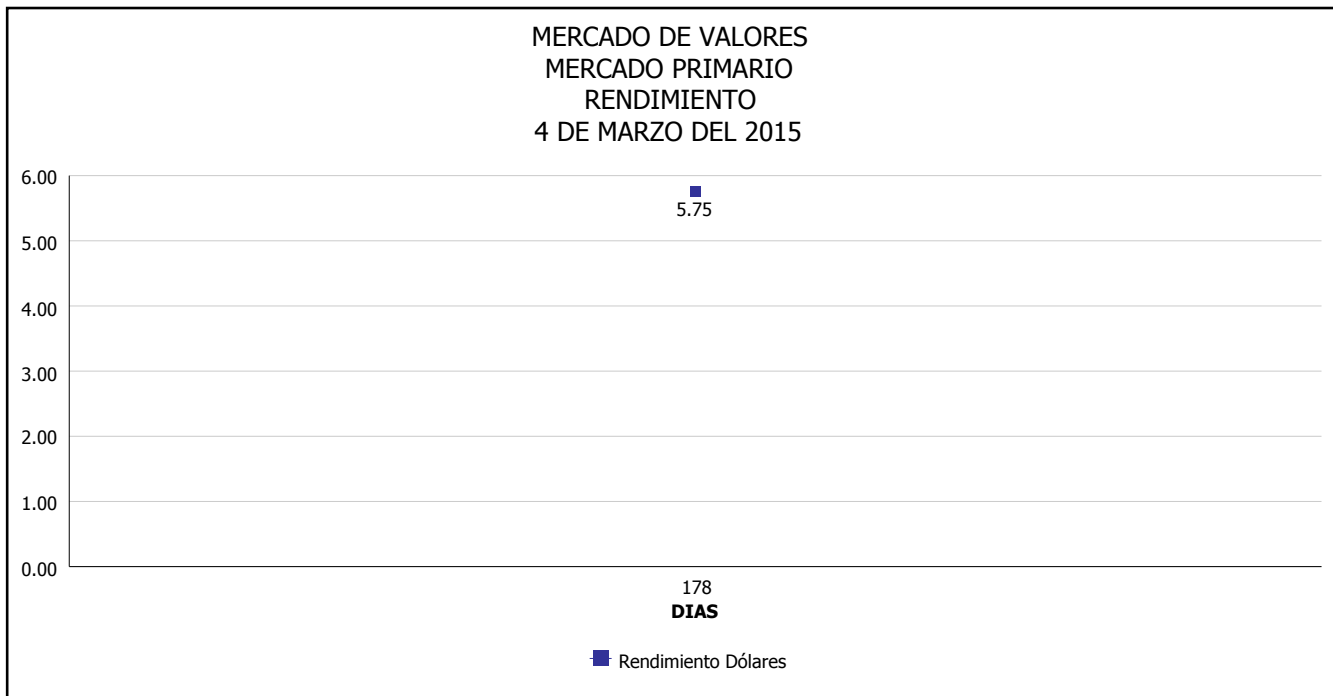 MERCADO DE VALORES
MERCADO PRIMARIO
RENDIMIENTO
4 DE MARZO DEL 2015
6.00
5.75
5.00
4.00
3.00
2.00
1.00
0.00
178
DIAS
Rendimiento Dólares